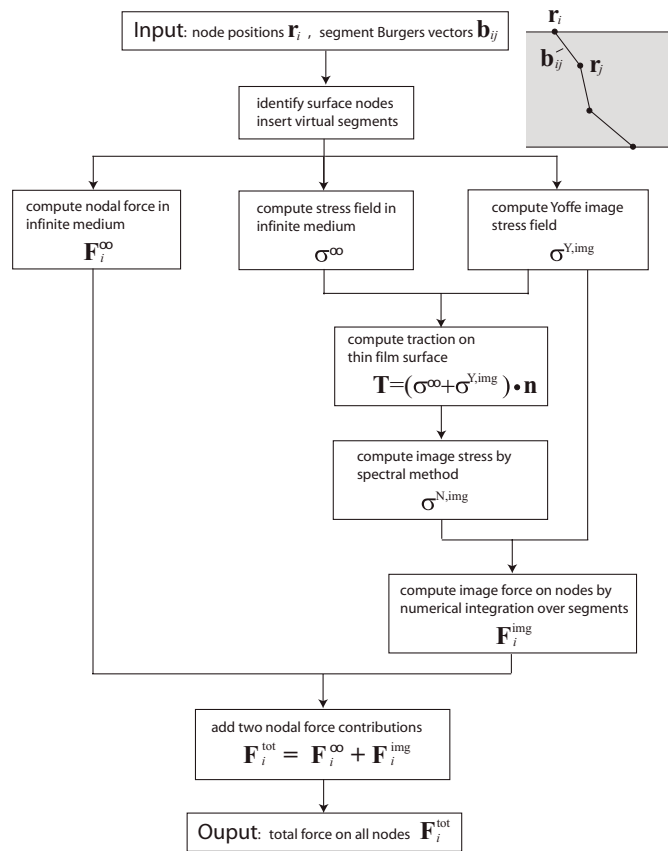 Input: node positions r_i , segment Burgers vectors b_ij
r_i
b_ij
r_j
identify surface nodes
insert virtual segments
compute nodal force in
infinite medium
F_i^∞
compute stress field in
infinite medium
σ^∞
compute Yoffe image
stress field
σ^Y,img
compute traction on
thin film surface
T=(σ^∞+σ^Y,img)•n
compute image stress by
spectral method
σ^N,img
compute image force on nodes by
numerical integration over segments
F_i^img
add two nodal force contributions
F_i^tot = F_i^∞ + F_i^img
Ouput: total force on all nodes F_i^tot